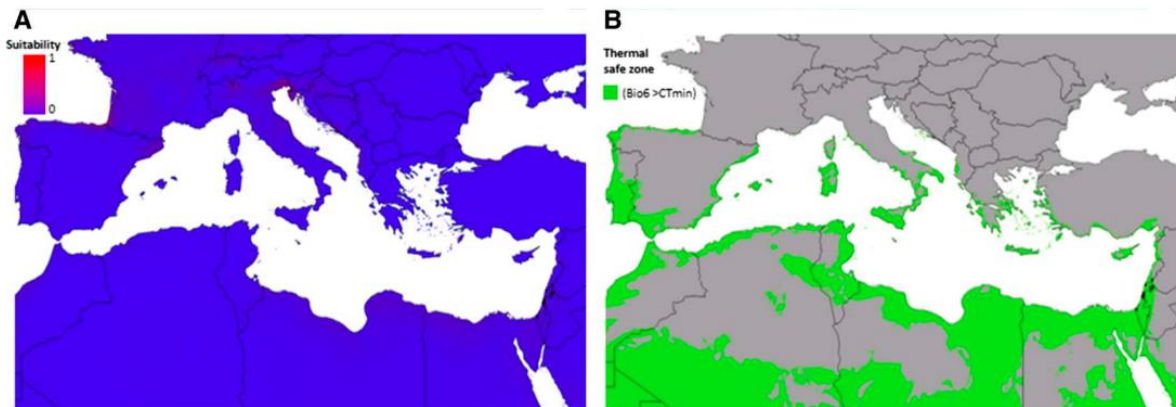 A
Suitability
1
0
B
Thermal
safe zone
(Bio6 >CTmin)